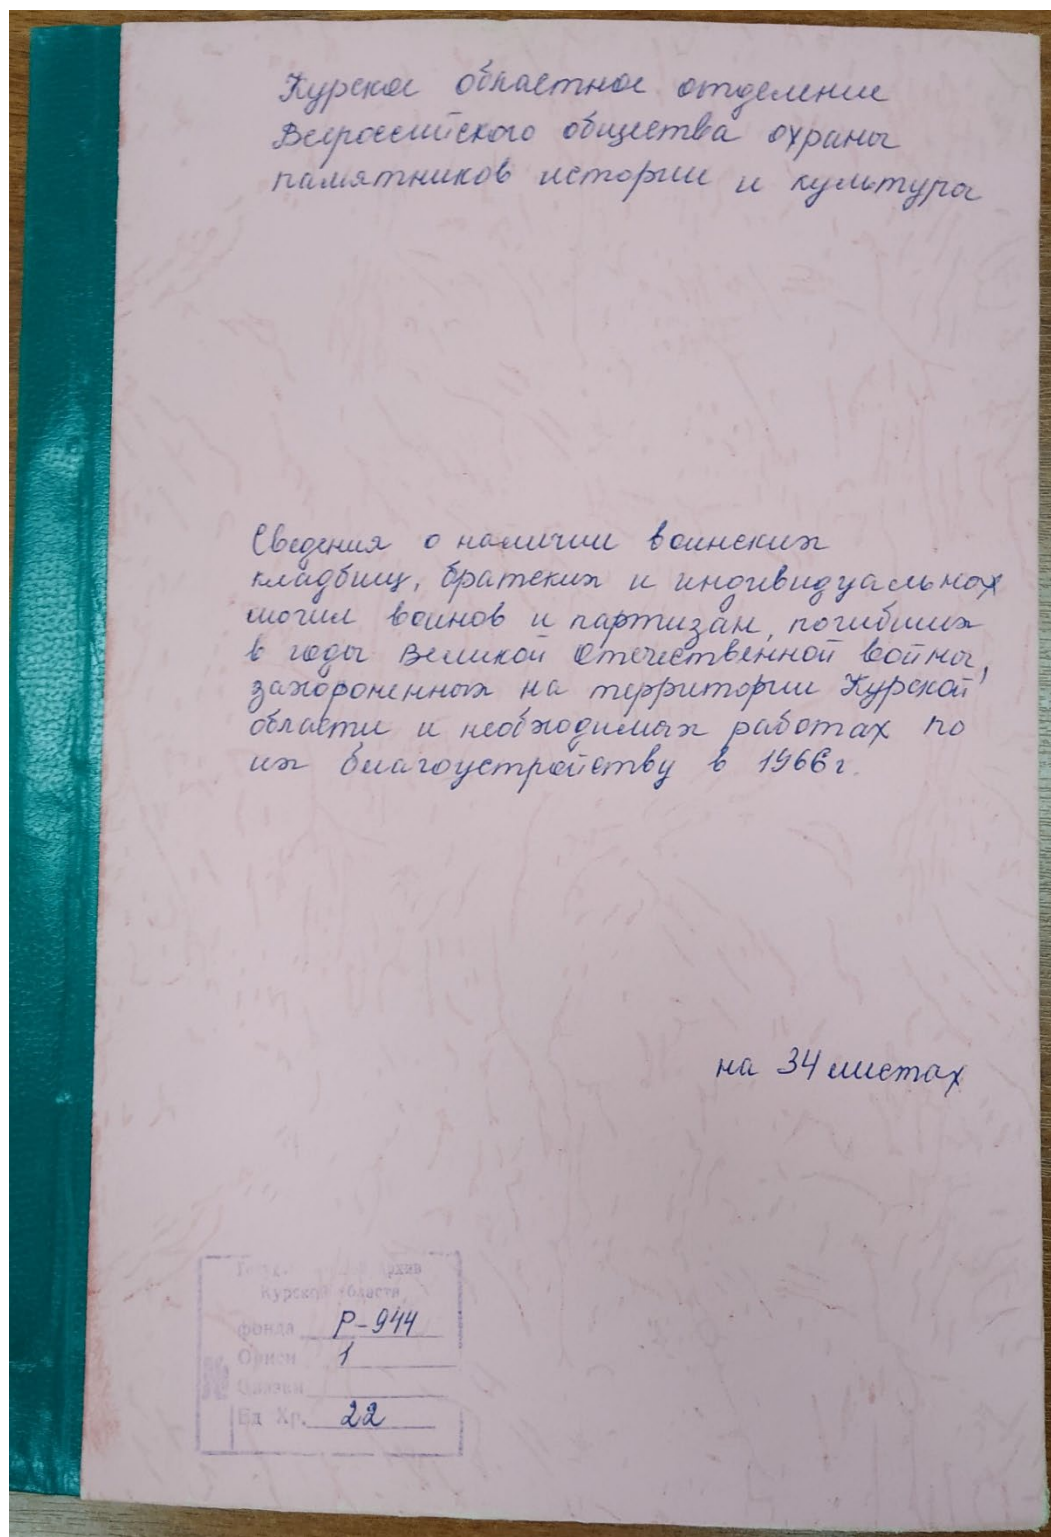 Курское областное отделение
Всероссийского общества охраны
памятников истории и культуры
Сведения о наличии воинских
кладбищ, братских и индивидуальных
могил воинов и партизан, погибших
в годы Великой Отечественной войны,
захороненных на территории Курской
области и необходимых работах по
их благоустройству в 1966 г.
на 34 листах
Курской области
фонда Р-944
Описи 1
№
Ед Хр. 22